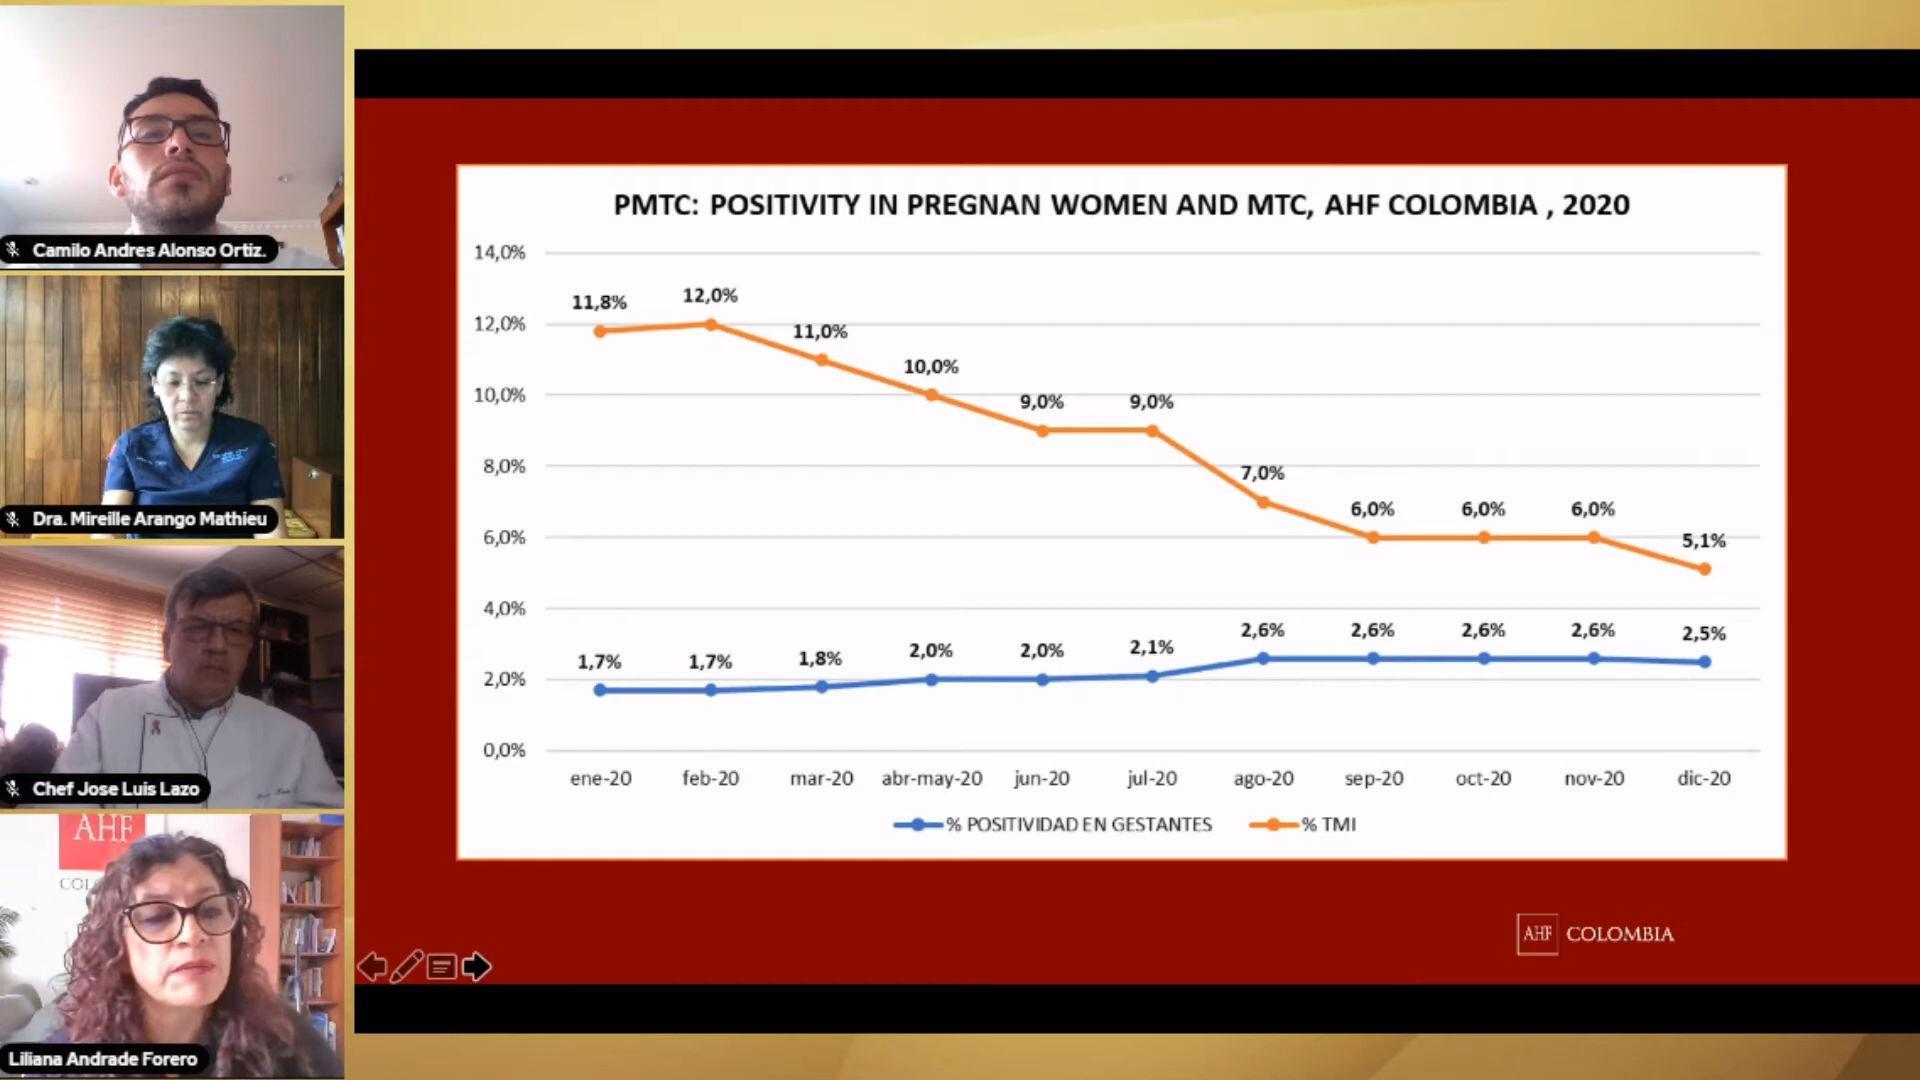 Camilo Andres Alonso Ortiz.
Dra. Mireille Arango Mathieu
Chef Jose Luis Lazo
AHF
COL
Liliana Andrade Forero
PMTC: POSITIVITY IN PREGNAN WOMEN AND MTC, AHF COLOMBIA , 2020
14,0%
12,0%
10,0%
8,0%
6,0%
4,0%
2,0%
0,0%
11,8% 12,0% 11,0% 10,0% 9,0% 9,0% 7,0% 6,0% 6,0% 6,0% 5,1%
1,7% 1,7% 1,8% 2,0% 2,0% 2,1% 2,6% 2,6% 2,6% 2,6% 2,5%
ene-20 feb-20 mar-20 abr-may-20 jun-20 jul-20 ago-20 sep-20 oct-20 nov-20 dic-20
% POSITIVIDAD EN GESTANTES % TMI
AHF COLOMBIA